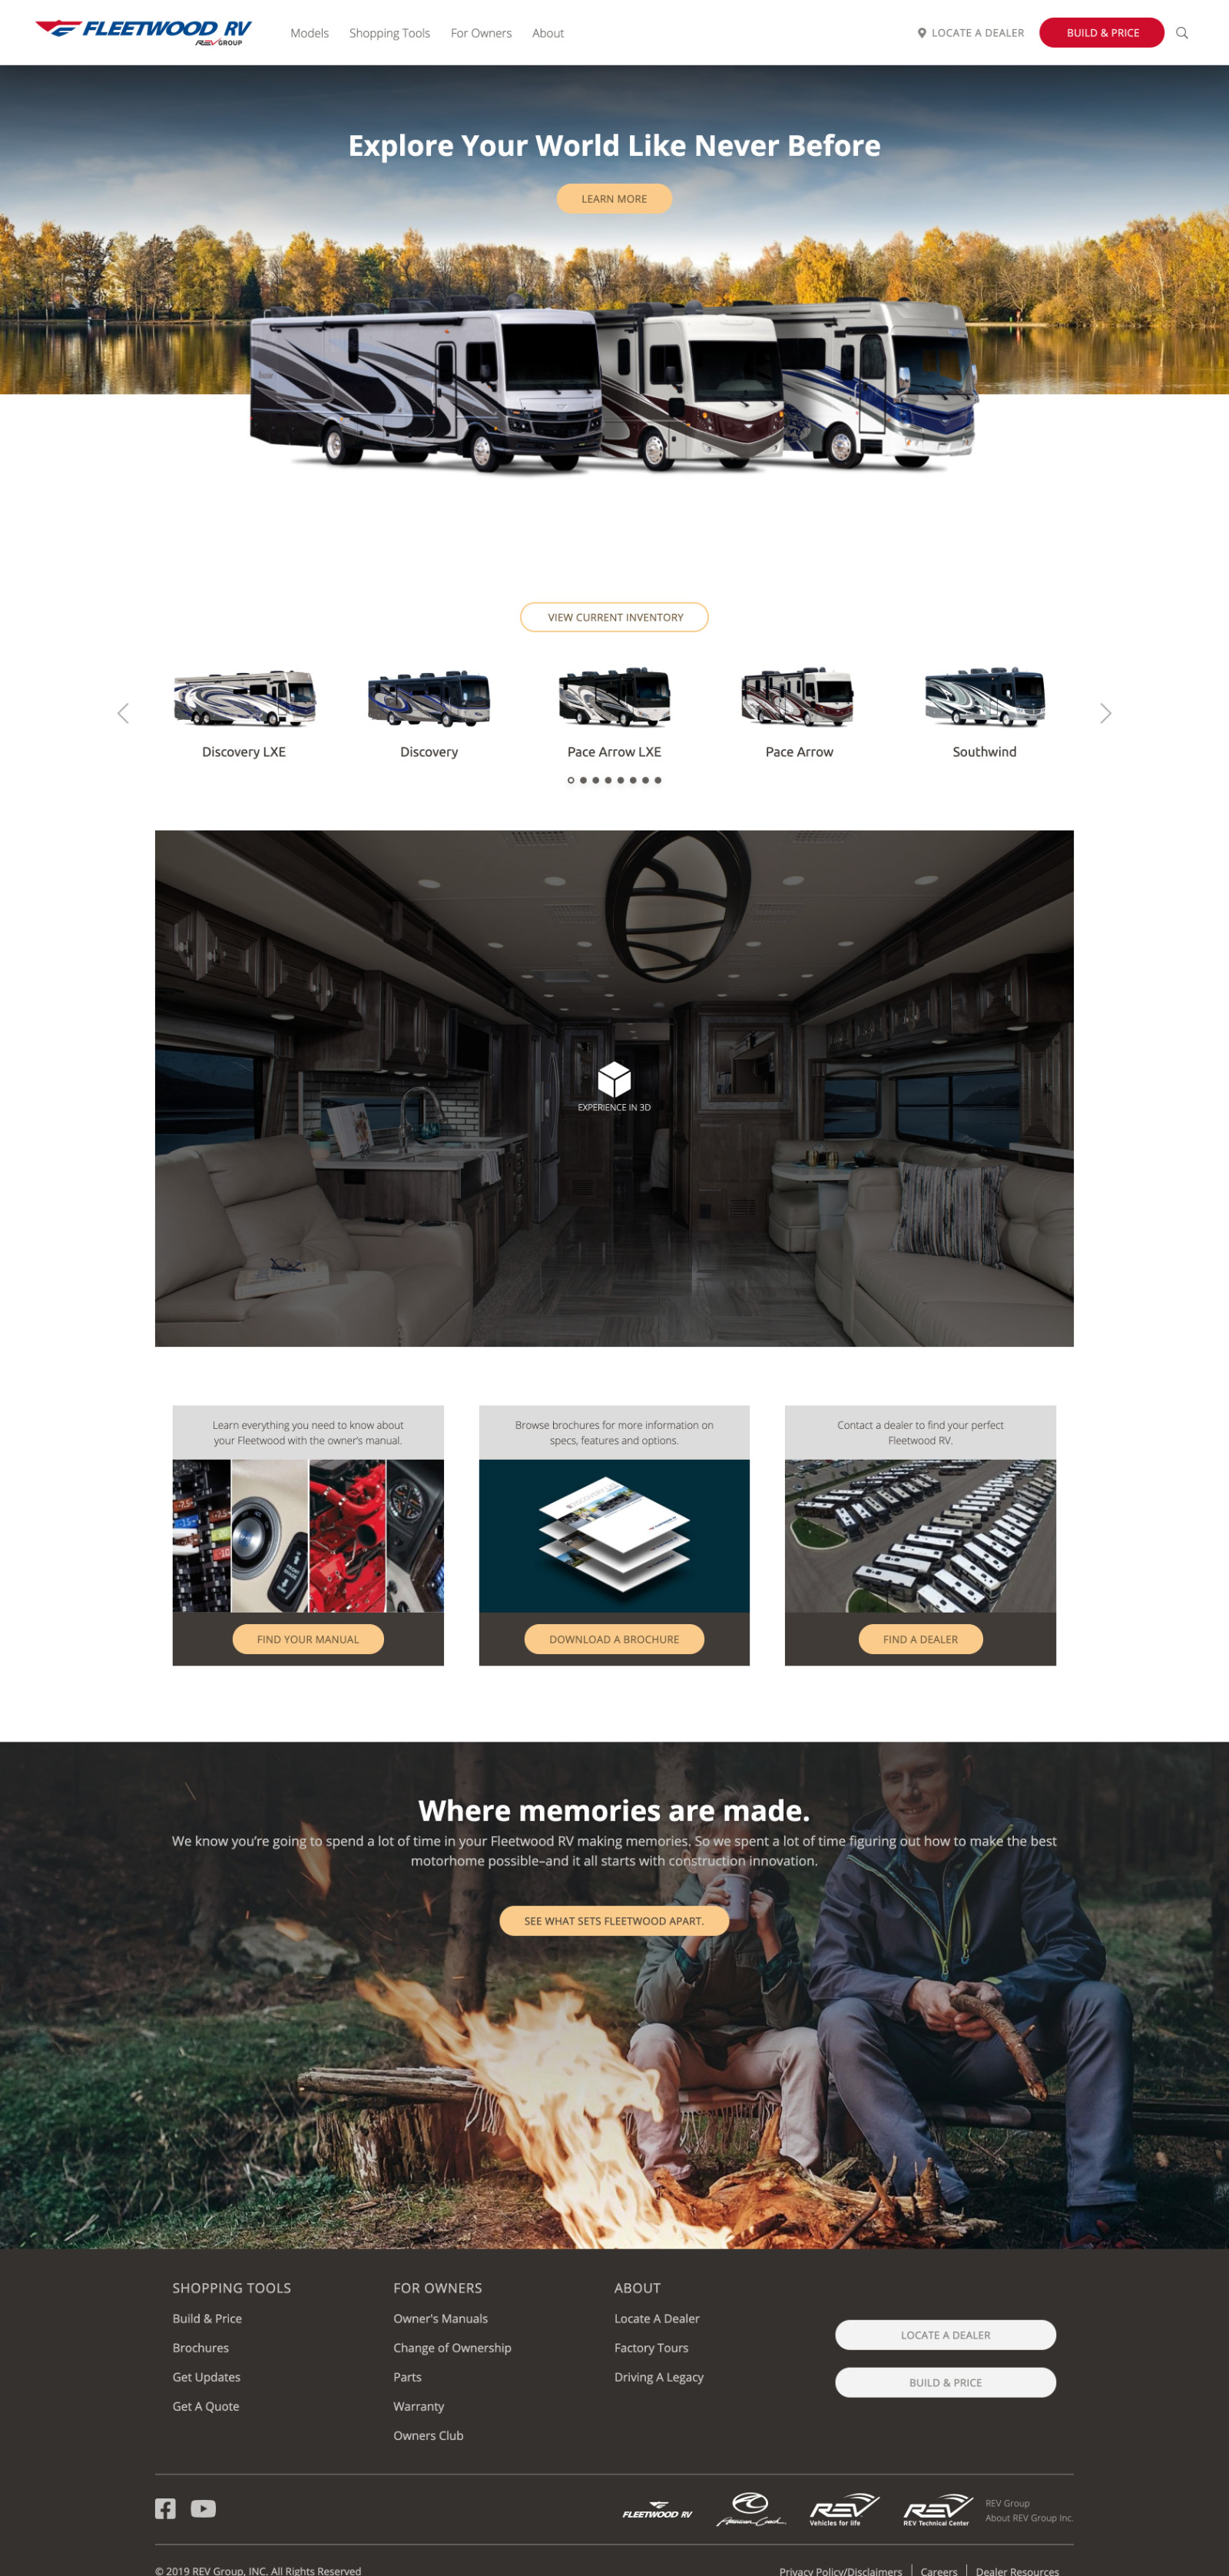 FLEETWOOD RV
REV GROUP
Models
Shopping Tools
For Owners
About
LOCATE A DEALER
BUILD & PRICE
Explore Your World Like Never Before
LEARN MORE
VIEW CURRENT INVENTORY
Discovery LXE
Discovery
Pace Arrow LXE
Pace Arrow
Southwind
EXPERIENCE IN 3D
Learn everything you need to know about
your Fleetwood with the owner's manual.
FIND YOUR MANUAL
Browse brochures for more information on
specs, features and options.
DOWNLOAD A BROCHURE
Contact a dealer to find your perfect
Fleetwood RV.
FIND A DEALER
Where memories are made.
We know you're going to spend a lot of time in your Fleetwood RV making memories. So we spent a lot of time figuring out how to make the best
motorhome possible–and it all starts with construction innovation.
SEE WHAT SETS FLEETWOOD APART.
SHOPPING TOOLS
Build & Price
Brochures
Get Updates
Get A Quote
FOR OWNERS
Owner's Manuals
Change of Ownership
Parts
Warranty
Owners Club
ABOUT
Locate A Dealer
Factory Tours
Driving A Legacy
LOCATE A DEALER
BUILD & PRICE
FLEETWOOD RV
American Coach
REV
Vehicles for life
REV
REV Technical Center
REV Group
About REV Group Inc.
© 2019 REV Group, INC. All Rights Reserved
Privacy Policy/Disclaimers
Careers
Dealer Resources